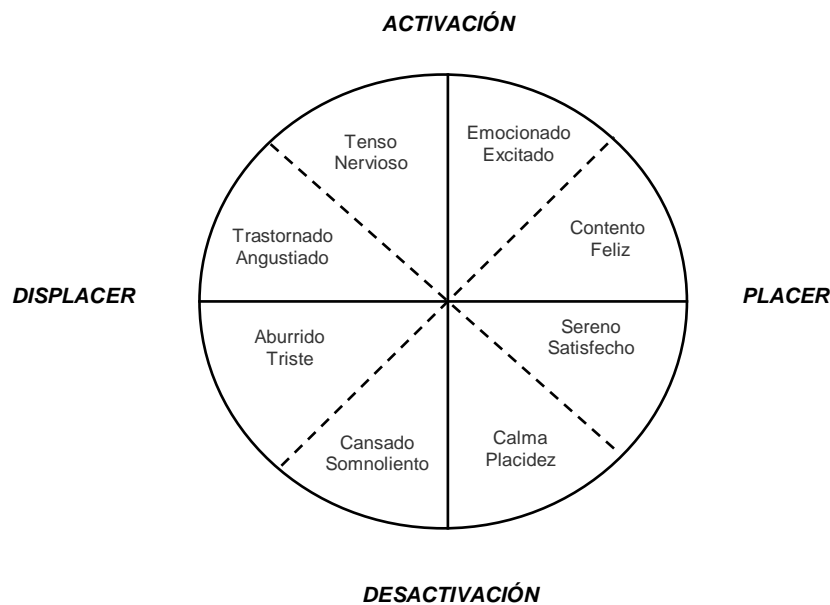 ACTIVACIÓN
Tenso
Nervioso
Emocionado
Excitado
Trastornado
Angustiado
Contento
Feliz
DISPLACER
PLACER
Aburrido
Triste
Sereno
Satisfecho
Cansado
Somnoliento
Calma
Placidez
DESACTIVACIÓN